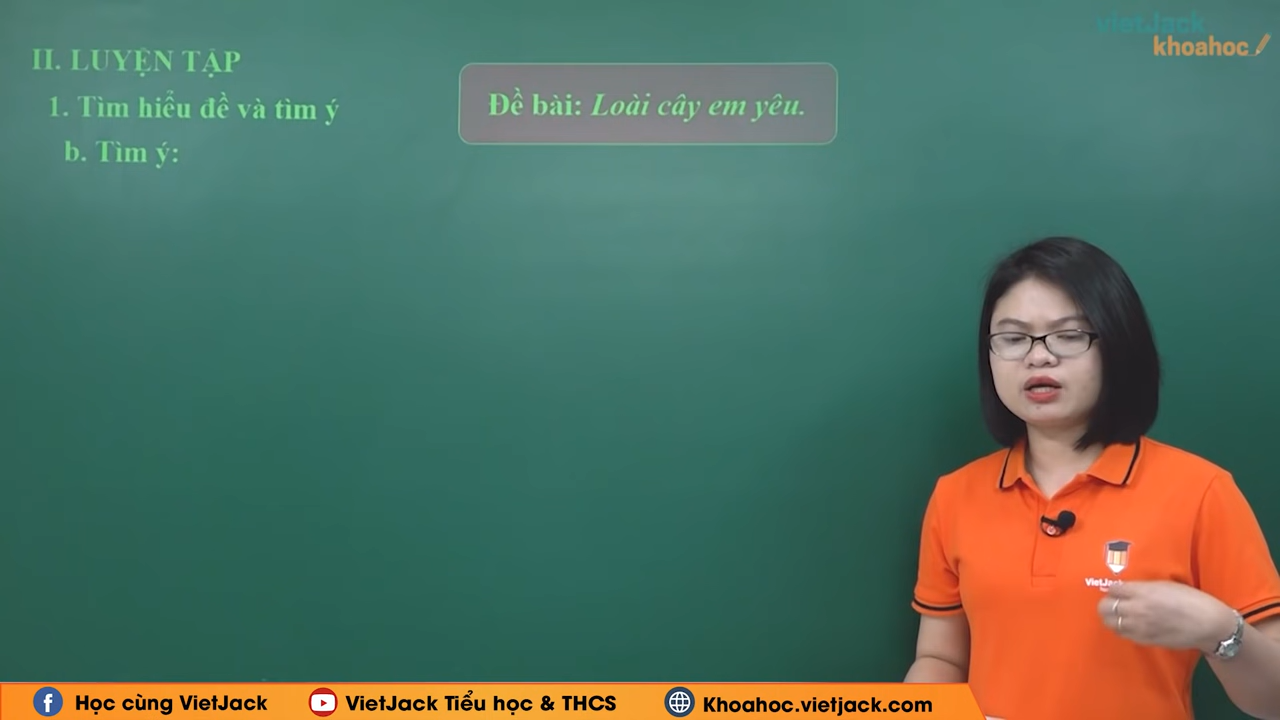 vietJack
khoahoc
II. LUYỆN TẬP
1. Tìm hiểu đề và tìm ý
b. Tìm ý:
Đề bài: Loài cây em yêu.
VietJack
Học cùng VietJack
VietJack Tiểu học & THCS
Khoahoc.vietjack.com